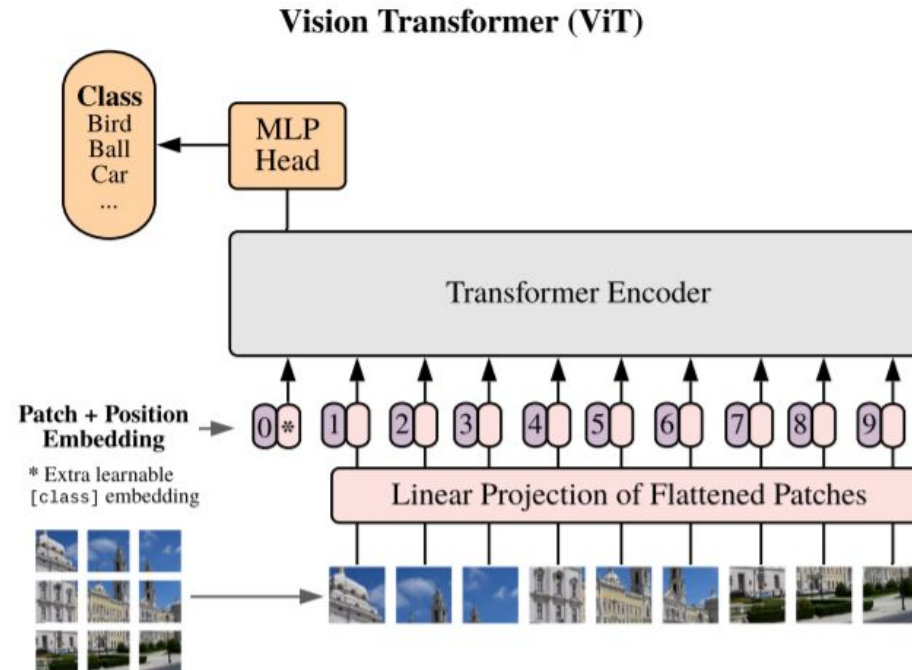 Vision Transformer (ViT)
Class
Bird
Ball
Car
...
MLP
Head
Transformer Encoder
Patch + Position
Embedding
0 * 1 2 3 4 5 6 7 8 9
* Extra learnable
[class] embedding
Linear Projection of Flattened Patches